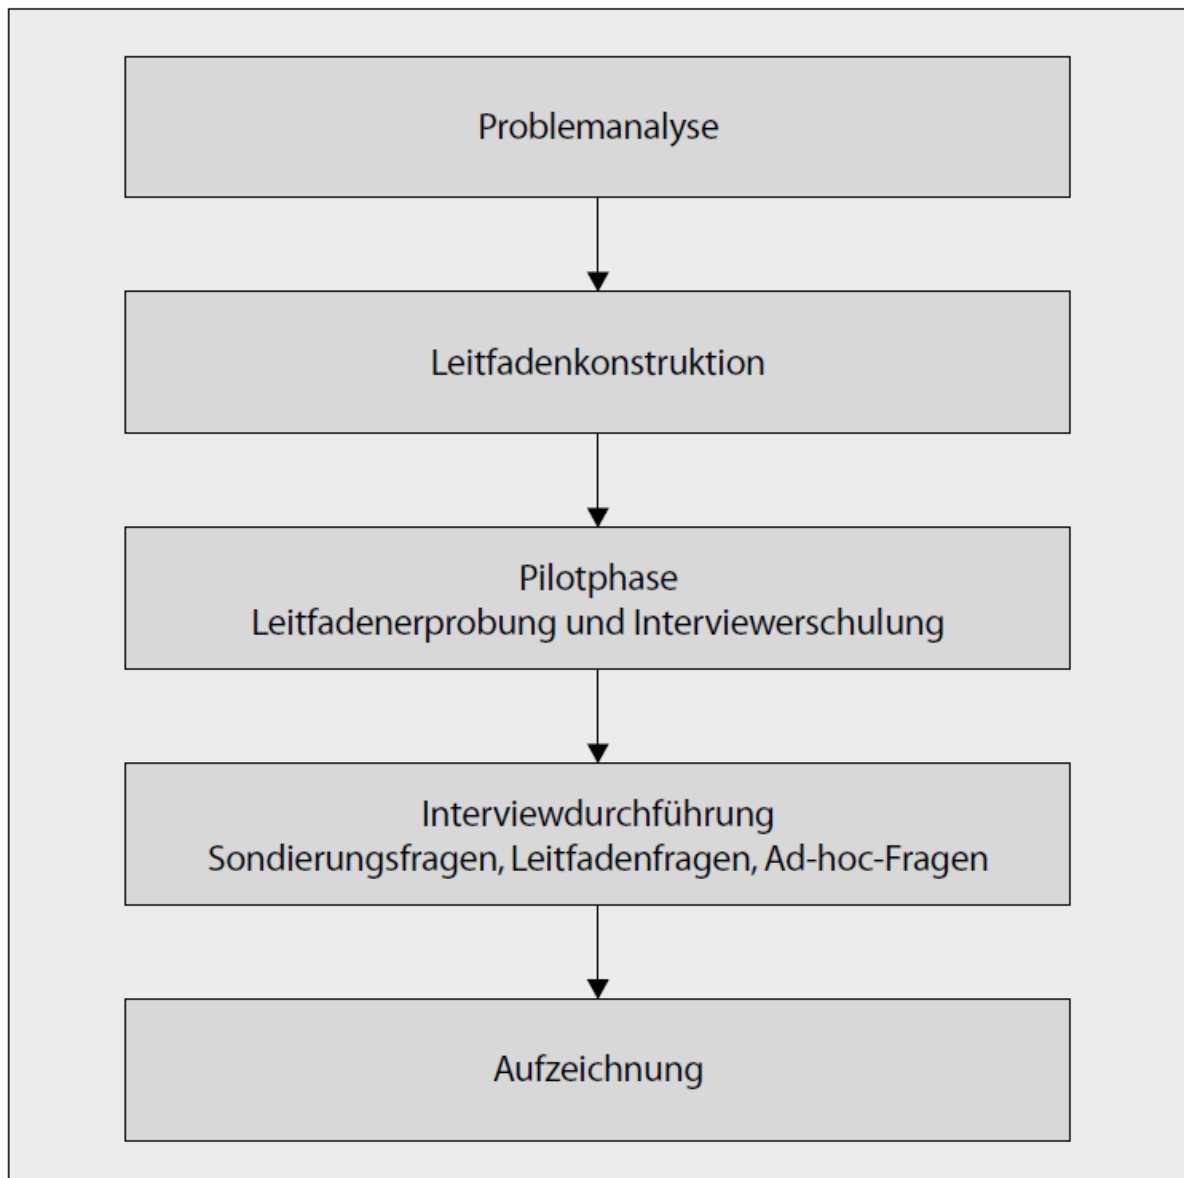 Problemanalyse
Leitfadenkonstruktion
Pilotphase
Leitfadenerprobung und Interviewerschulung
Interviewdurchführung
Sondierungsfragen, Leitfadenfragen, Ad-hoc-Fragen
Aufzeichnung